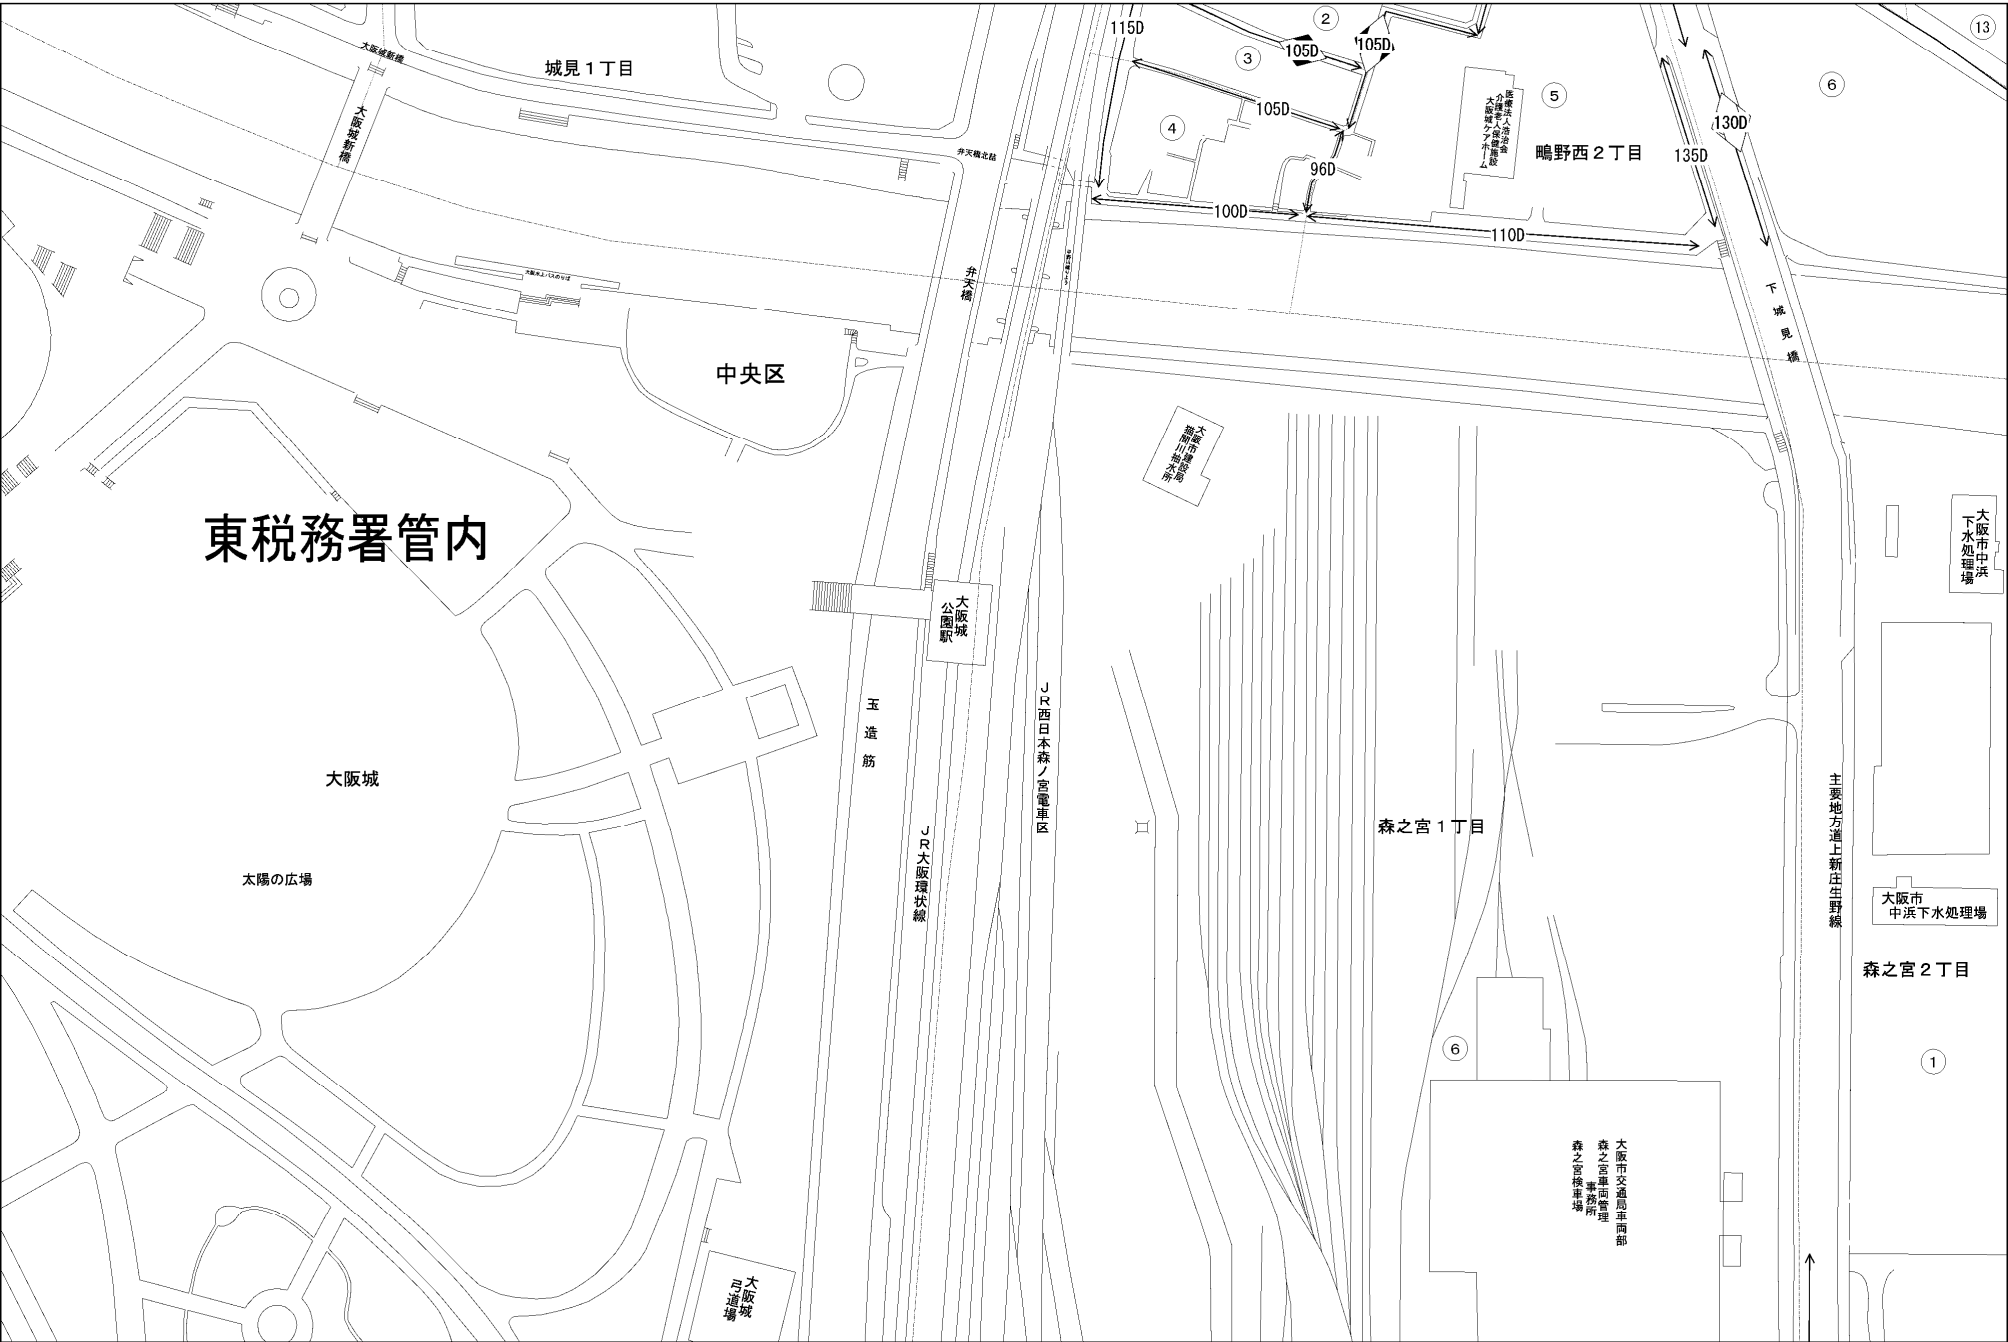 大阪城新橋
城見１丁目
大阪城新橋
115D
②
105D
105D
③
105D
④
弁天橋北詰
96D
100D
110D
医療法人浩治会
介護老人保健施設
大阪城ケアホーム
⑤
鴫野西２丁目
135D
130D
⑥
⑬
大阪水上バスのりば
弁天橋
下城見橋
中央区
東税務署管内
大阪市建設局
猫間川抽水所
大阪市中浜
下水処理場
大阪城
公園駅
玉造筋
ＪＲ西日本森ノ宮電車区
ＪＲ大阪環状線
大阪城
太陽の広場
森之宮１丁目
主要地方道上新庄生野線
大阪市
中浜下水処理場
森之宮２丁目
⑥
①
大阪市交通局車両部
森之宮車両管理
事務所
森之宮検車場
大阪城
弓道場